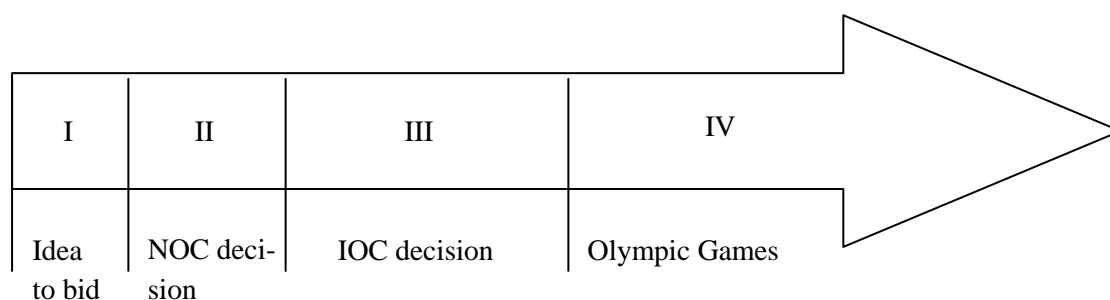 I II III IV
Idea NOC deci- IOC decision Olympic Games
to bid sion